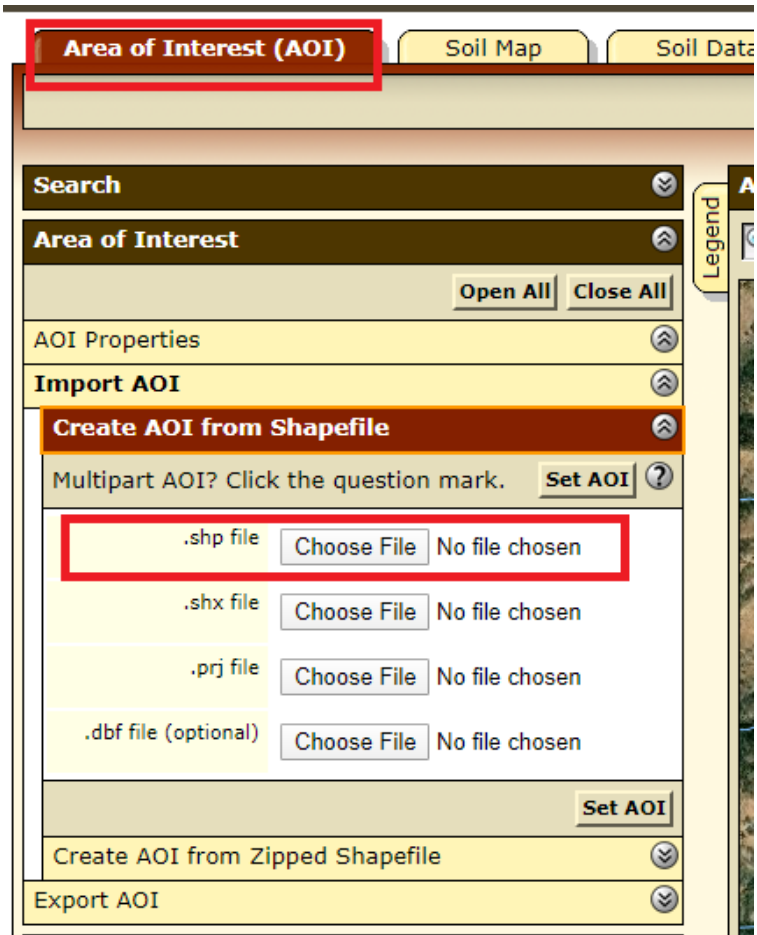 Area of Interest (AOI) Soil Map Soil Data
Search
Legend
Area of Interest
Open All Close All
AOI Properties
Import AOI
Create AOI from Shapefile
Multipart AOI? Click the question mark. Set AOI ?
.shp file Choose File No file chosen
.shx file Choose File No file chosen
.prj file Choose File No file chosen
.dbf file (optional) Choose File No file chosen
Set AOI
Create AOI from Zipped Shapefile
Export AOI